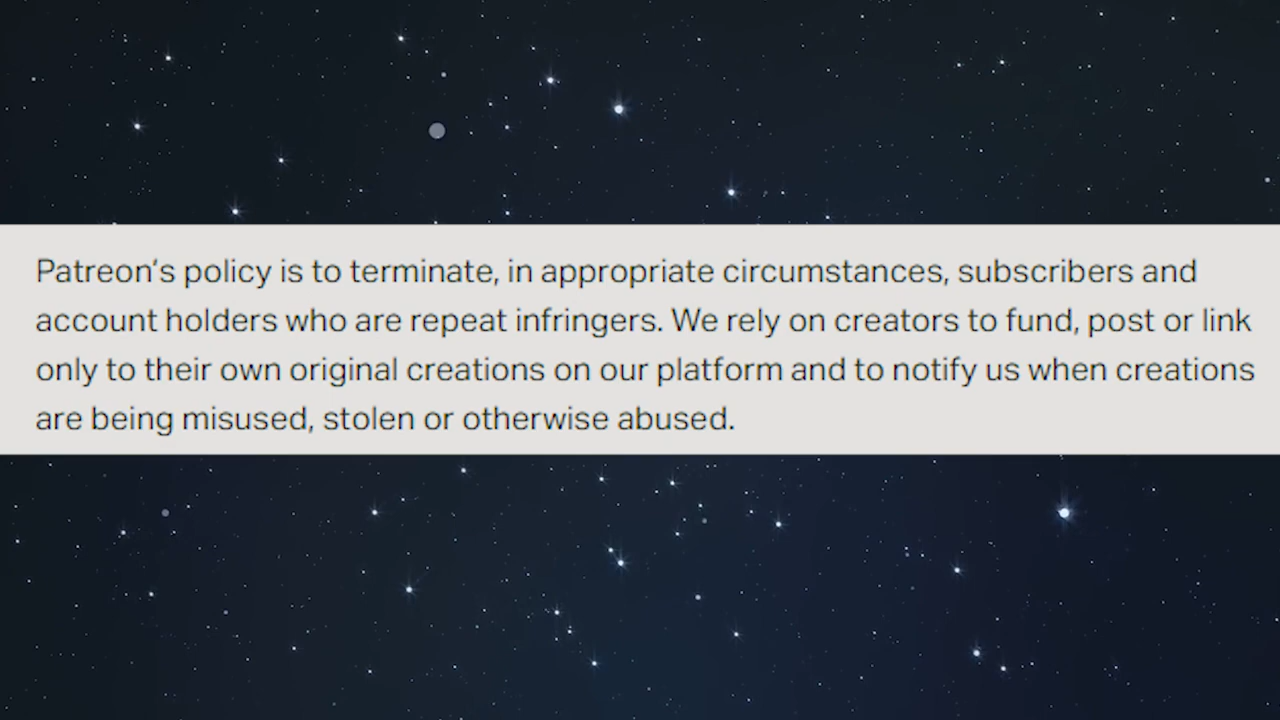 Patreon's policy is to terminate, in appropriate circumstances, subscribers and
account holders who are repeat infringers. We rely on creators to fund, post or link
only to their own original creations on our platform and to notify us when creations
are being misused, stolen or otherwise abused.